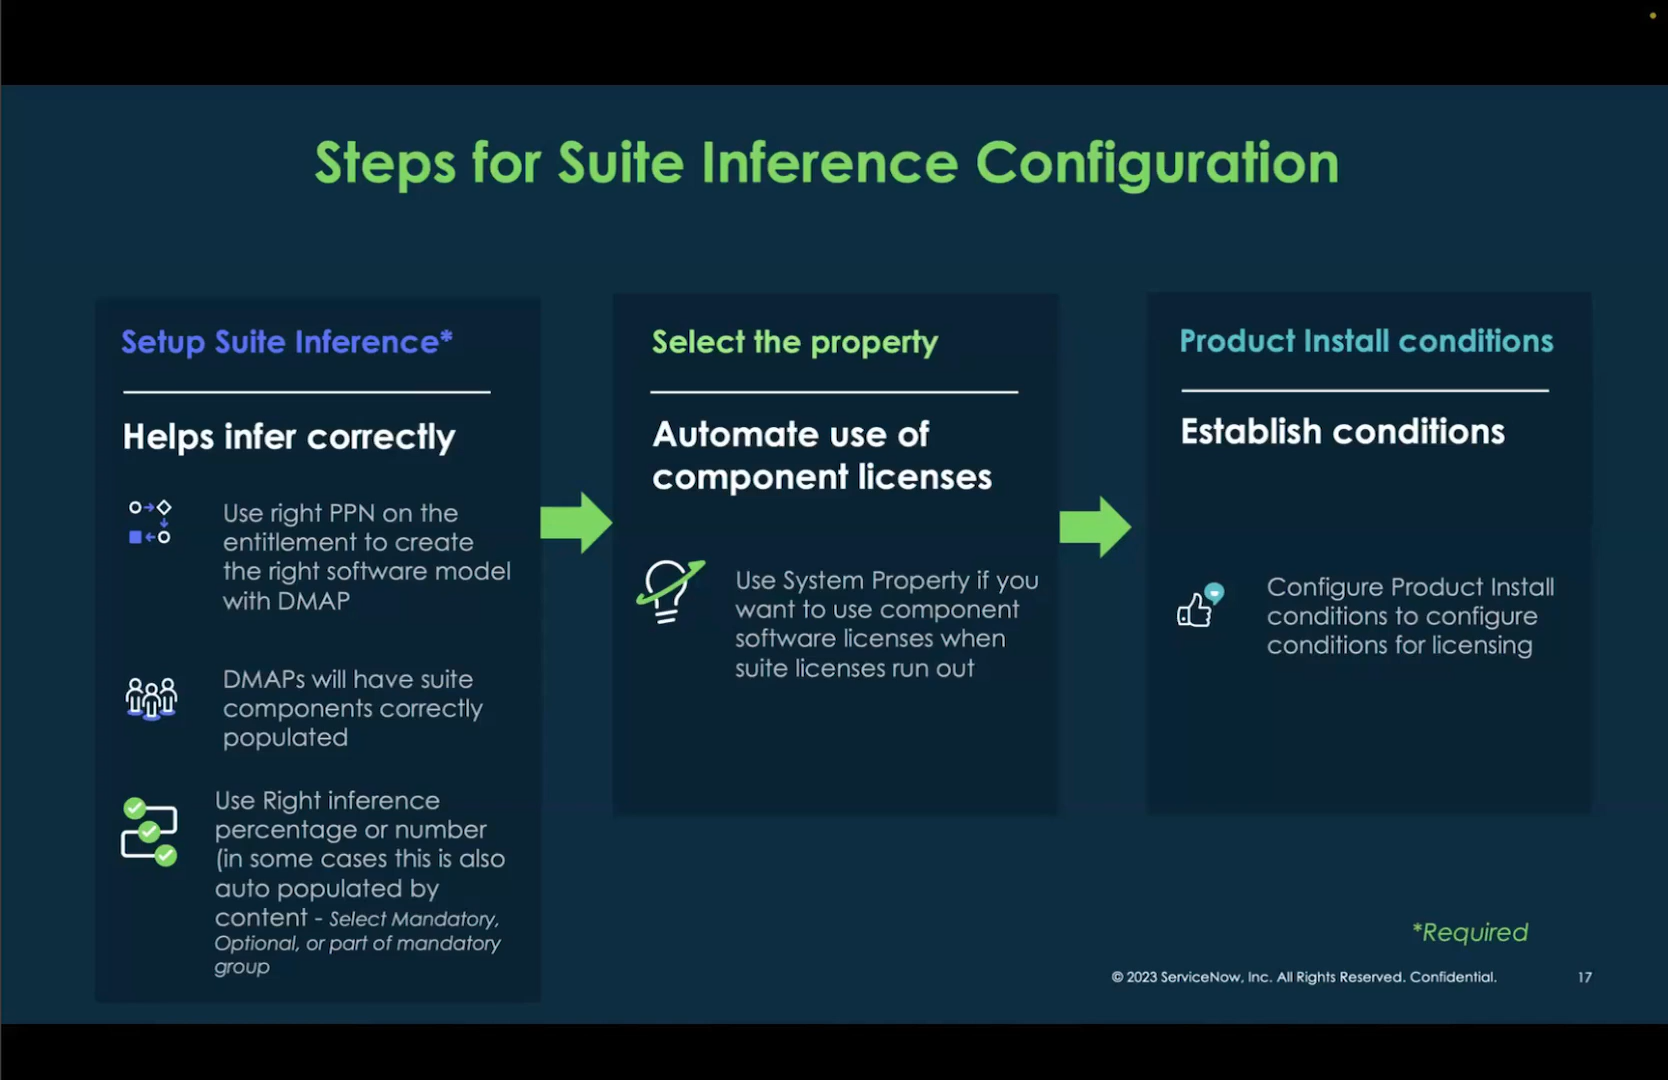 Steps for Suite Inference Configuration
Setup Suite Inference*
Helps infer correctly
Use right PPN on the
entitlement to create
the right software model
with DMAP
DMAPs will have suite
components correctly
populated
Use Right inference
percentage or number
(in some cases this is also
auto populated by
content - Select Mandatory,
Optional, or part of mandatory
group
Select the property
Automate use of
component licenses
Use System Property if you
want to use component
software licenses when
suite licenses run out
Product Install conditions
Establish conditions
Configure Product Install
conditions to configure
conditions for licensing
*Required
© 2023 ServiceNow, Inc. All Rights Reserved. Confidential.
17